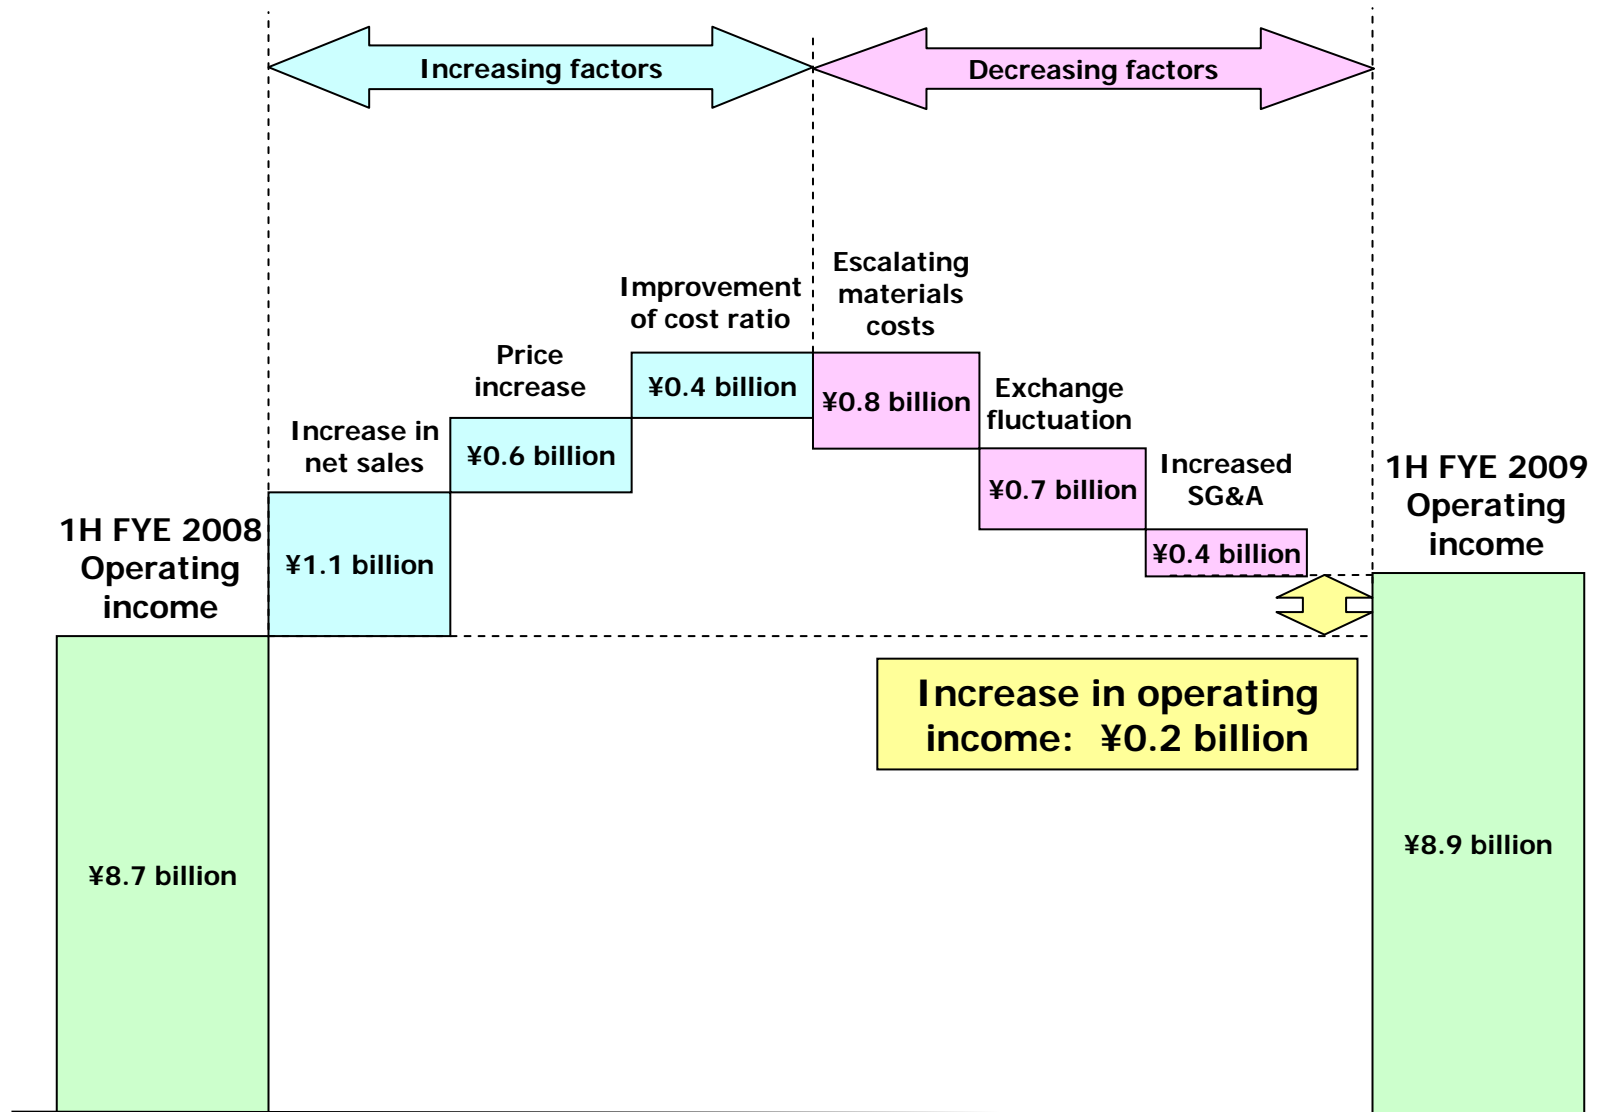 Increasing factors
Decreasing factors
1H FYE 2008
Operating
income
¥8.7 billion
Increase in
net sales
¥1.1 billion
Price
increase
¥0.6 billion
Improvement
of cost ratio
¥0.4 billion
Escalating
materials
costs
¥0.8 billion
Exchange
fluctuation
¥0.7 billion
Increased
SG&A
¥0.4 billion
Increase in operating
income: ¥0.2 billion
1H FYE 2009
Operating
income
¥8.9 billion